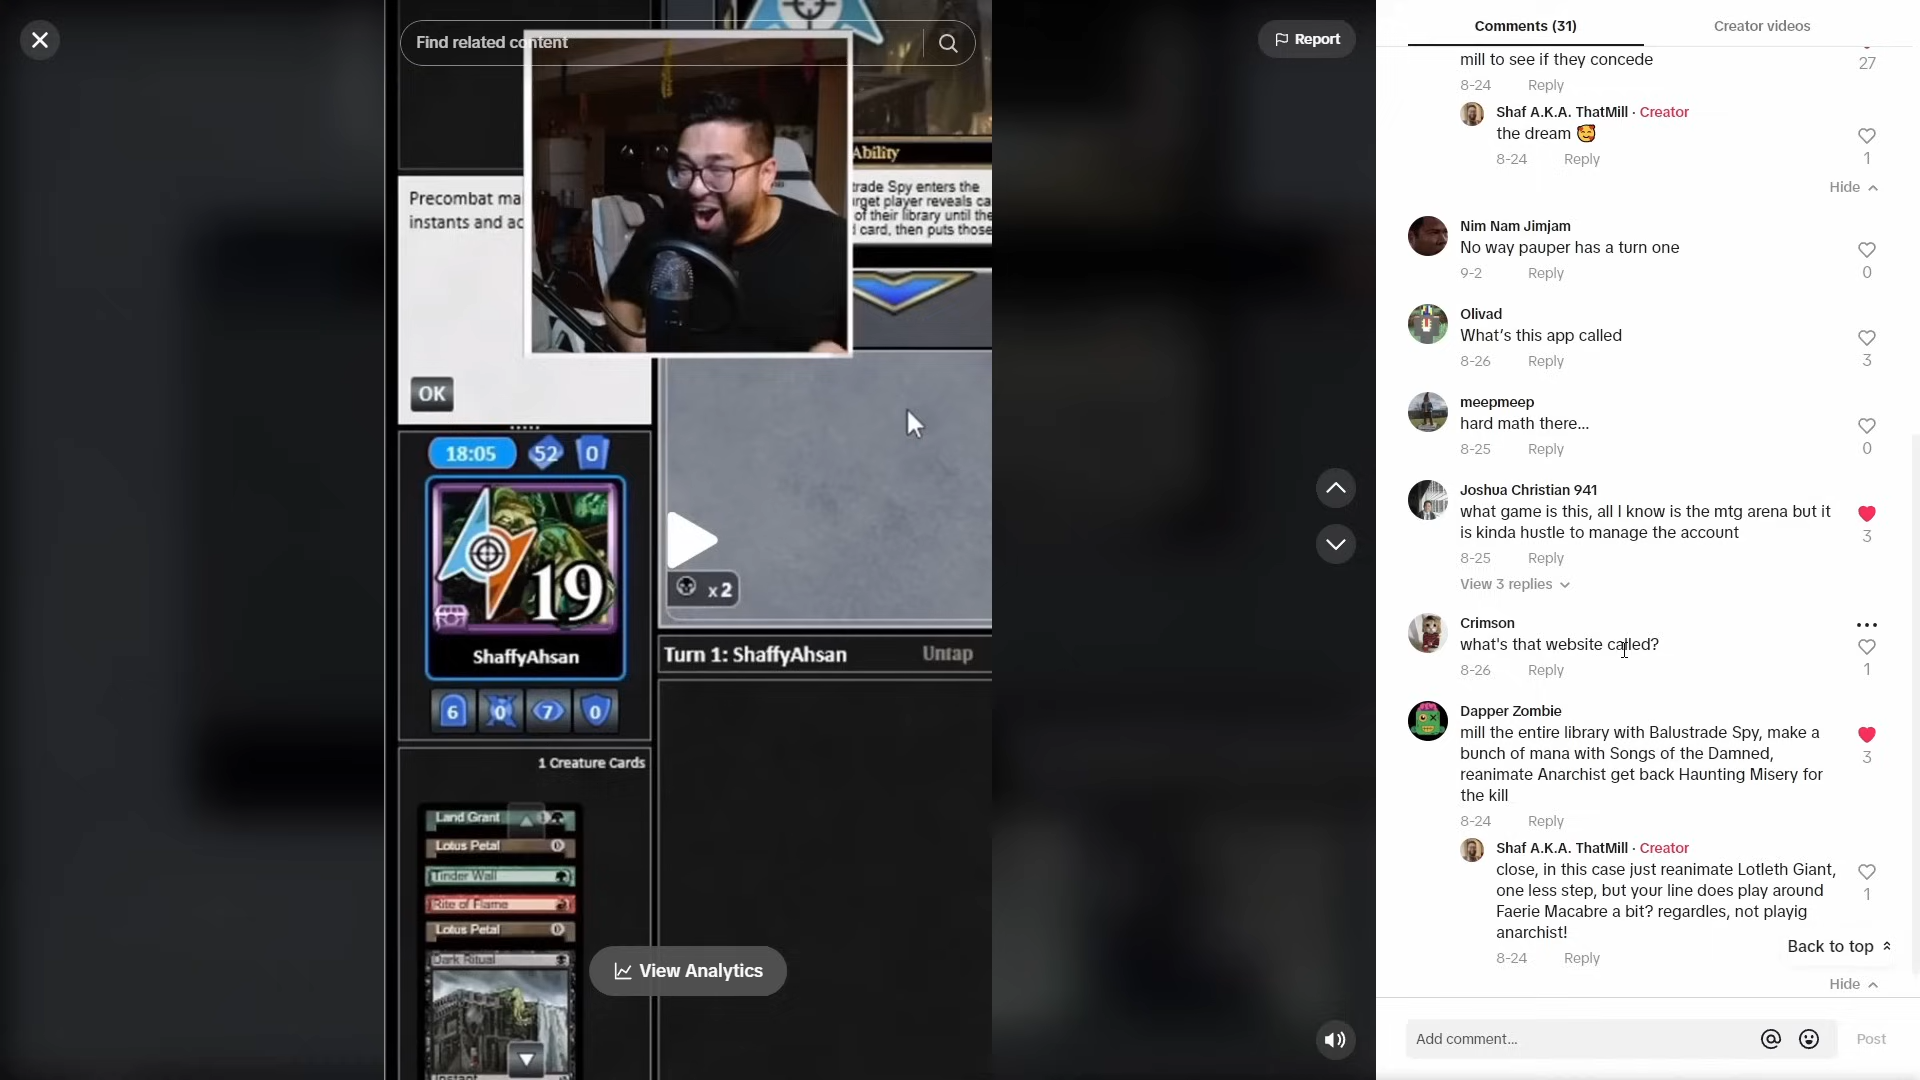 Find related content
Report
Ability
trade Spy enters the
rget player reveals ca
of their library until the
d card, then puts those
Precombat ma
instants and ac
OK
18:05
52
0
19
ShaffyAhsan
6
0
7
0
x2
Turn 1: ShaffyAhsan
Untap
1 Creature Cards
Land Grant
Lotus Petal
Tinder Wall
Rite of Flame
Lotus Petal
Dark Ritual
Instant
View Analytics
Comments (31)
Creator videos
mill to see if they concede
27
8-24
Reply
Shaf A.K.A. ThatMill · Creator
the dream 🥰
1
8-24
Reply
Hide
Nim Nam Jimjam
No way pauper has a turn one
9-2
Reply
0
Olivad
What's this app called
8-26
Reply
3
meepmeep
hard math there...
8-25
Reply
0
Joshua Christian 941
what game is this, all I know is the mtg arena but it
is kinda hustle to manage the account
3
8-25
Reply
View 3 replies
Crimson
what's that website called?
8-26
Reply
1
Dapper Zombie
mill the entire library with Balustrade Spy, make a
bunch of mana with Songs of the Damned,
reanimate Anarchist get back Haunting Misery for
the kill
3
8-24
Reply
Shaf A.K.A. ThatMill · Creator
close, in this case just reanimate Lotleth Giant,
one less step, but your line does play around
Faerie Macabre a bit? regardles, not playig
anarchist!
1
8-24
Reply
Back to top
Hide
Add comment...
Post